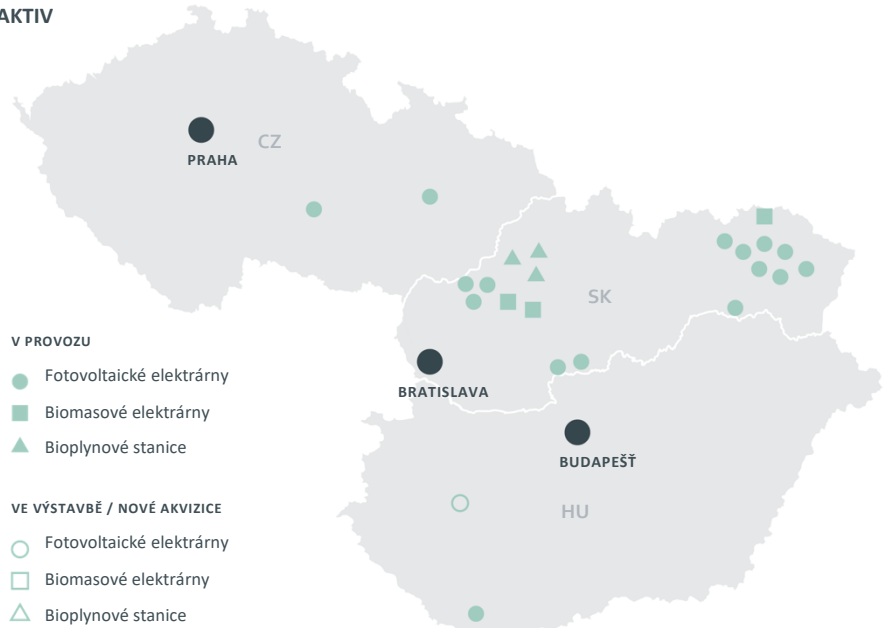 AKTIV
CZ
PRAHA
SK
V PROVOZU
Fotovoltaické elektrárny
BRATISLAVA
Biomasové elektrárny
Bioplynové stanice
BUDAPEŠŤ
VE VÝSTAVBĚ / NOVÉ AKVIZICE
HU
Fotovoltaické elektrárny
Biomasové elektrárny
Bioplynové stanice